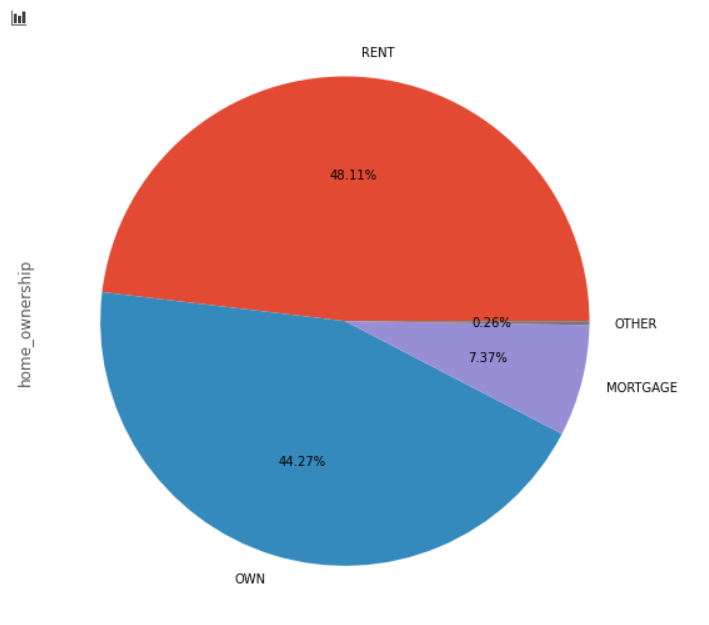 RENT
48.11%
home_ownership
0.26%
OTHER
7.37%
MORTGAGE
44.27%
OWN